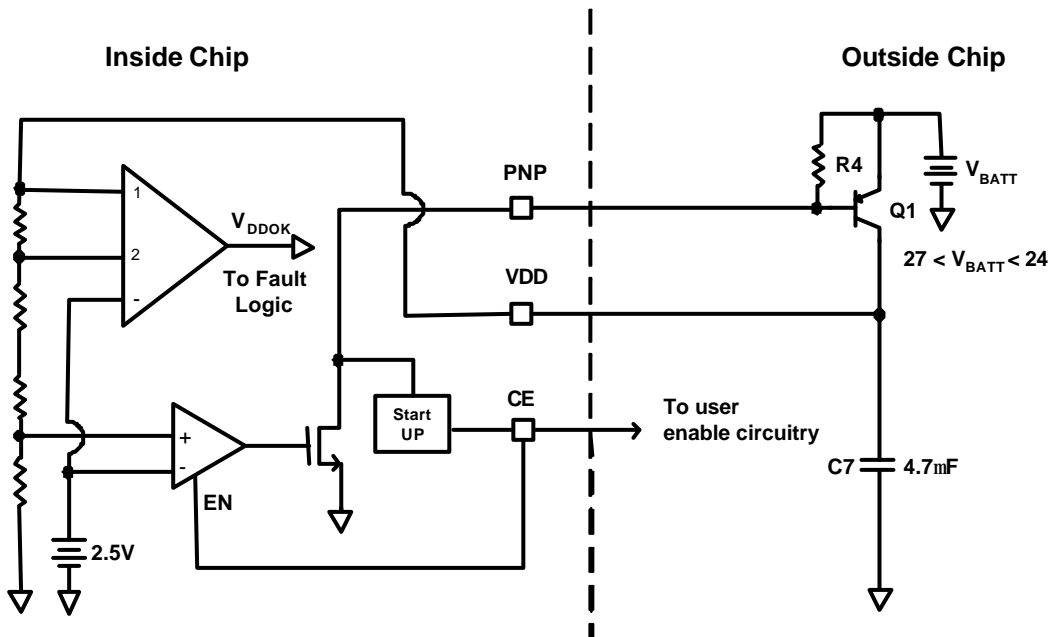 Inside Chip
Outside Chip
PNP
R4
V_BATT
Q1
27 < V_BATT < 24
1
2
-
V_DDOK
To Fault
Logic
VDD
CE
Start
UP
To user
enable circuitry
+
-
EN
2.5V
C7
4.7mF